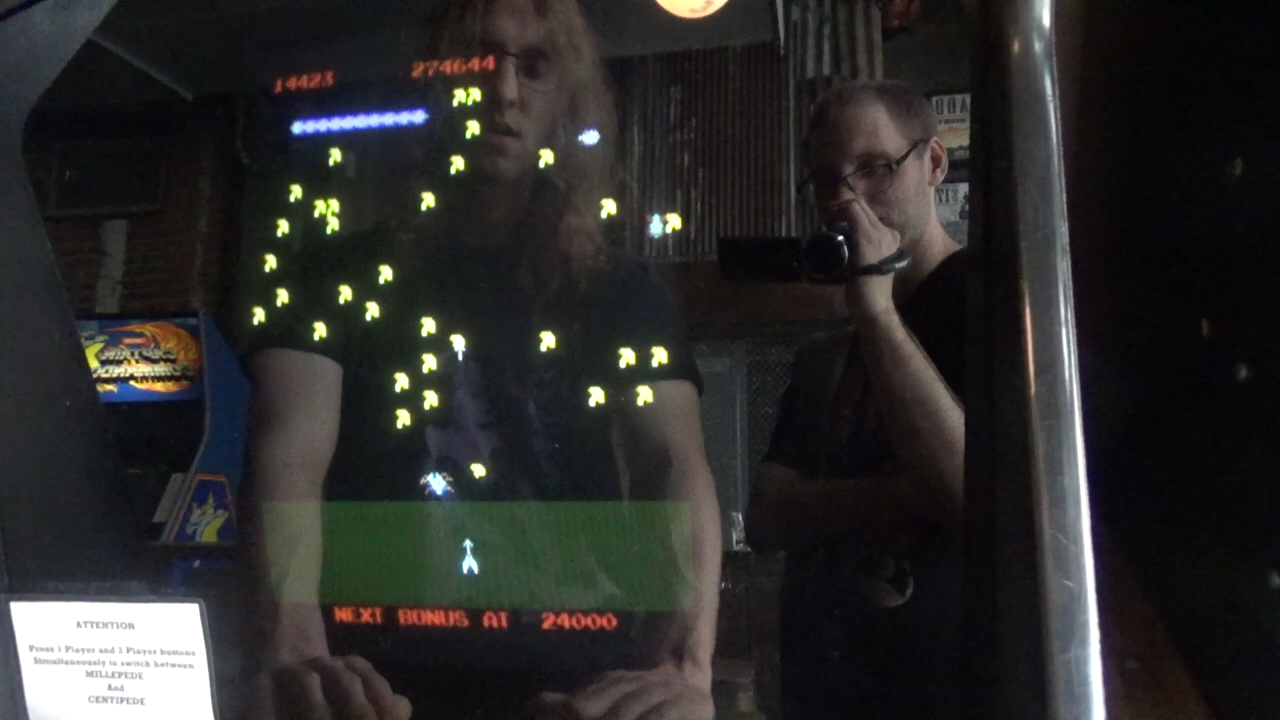 14423 274644
NEXT BONUS AT 24000
ATTENTION
Press 1 Player and 2 Player buttons
Simultaneously to switch between
MILLEPEDE
And
CENTIPEDE